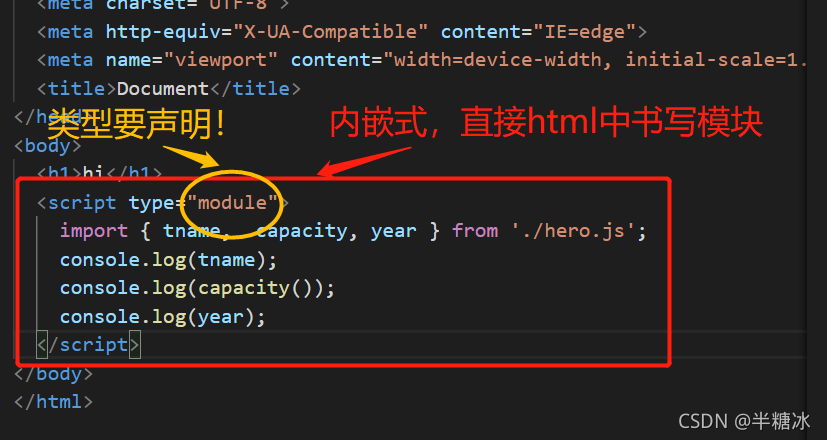 <meta charset="UTF-8">
<meta http-equiv="X-UA-Compatible" content="IE=edge">
<meta name="viewport" content="width=device-width, initial-scale=1.
<title>Document</title>
</head>
类型要声明！
内嵌式，直接html中书写模块
<body>
<h1>hi</h1>
<script type="module">
import { tname, capacity, year } from './hero.js';
console.log(tname);
console.log(capacity());
console.log(year);
</script>
</body>
</html>
CSDN @半糖冰